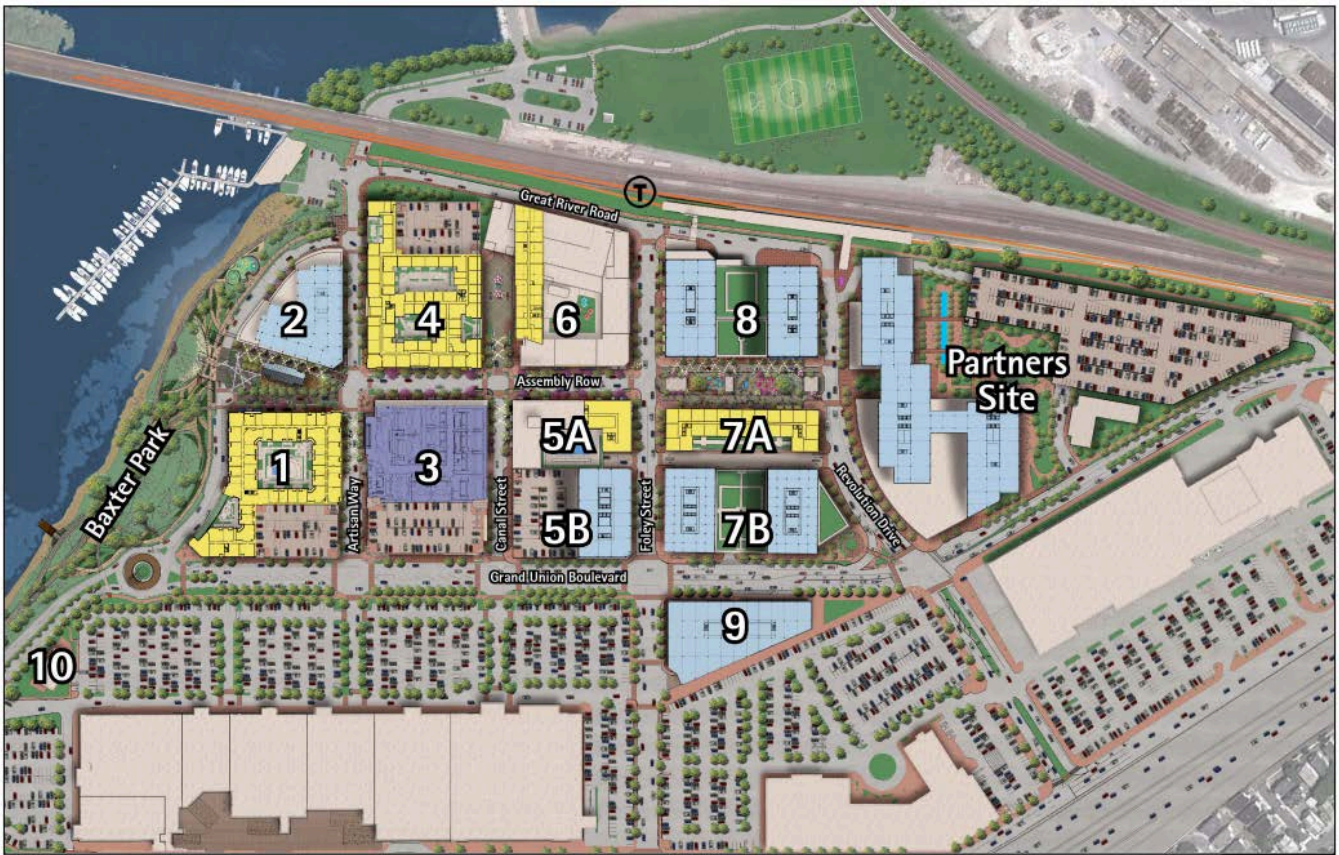 T
Great River Road
2
4
6
8
Partners
Site
Assembly Row
Baxter Park
1
Artisan Way
3
Canal Street
5A
5B
Foley Street
7A
7B
Revolution Drive
Grand Union Boulevard
9
10